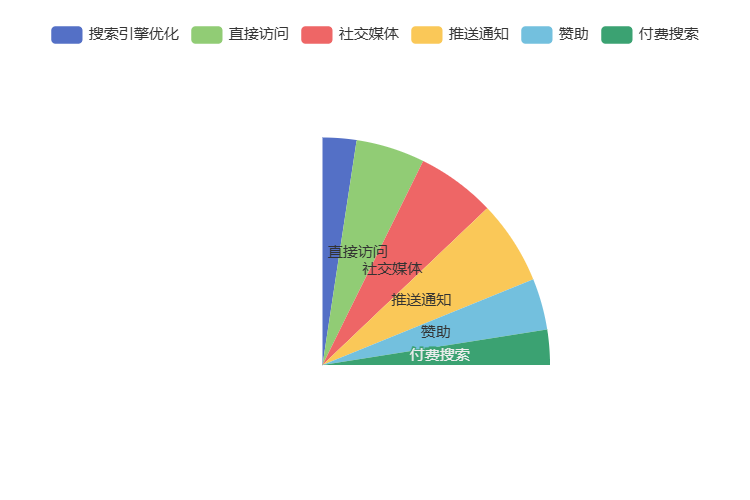 搜索引擎优化 直接访问 社交媒体 推送通知 赞助 付费搜索
直接访问
社交媒体
推送通知
赞助
付费搜索